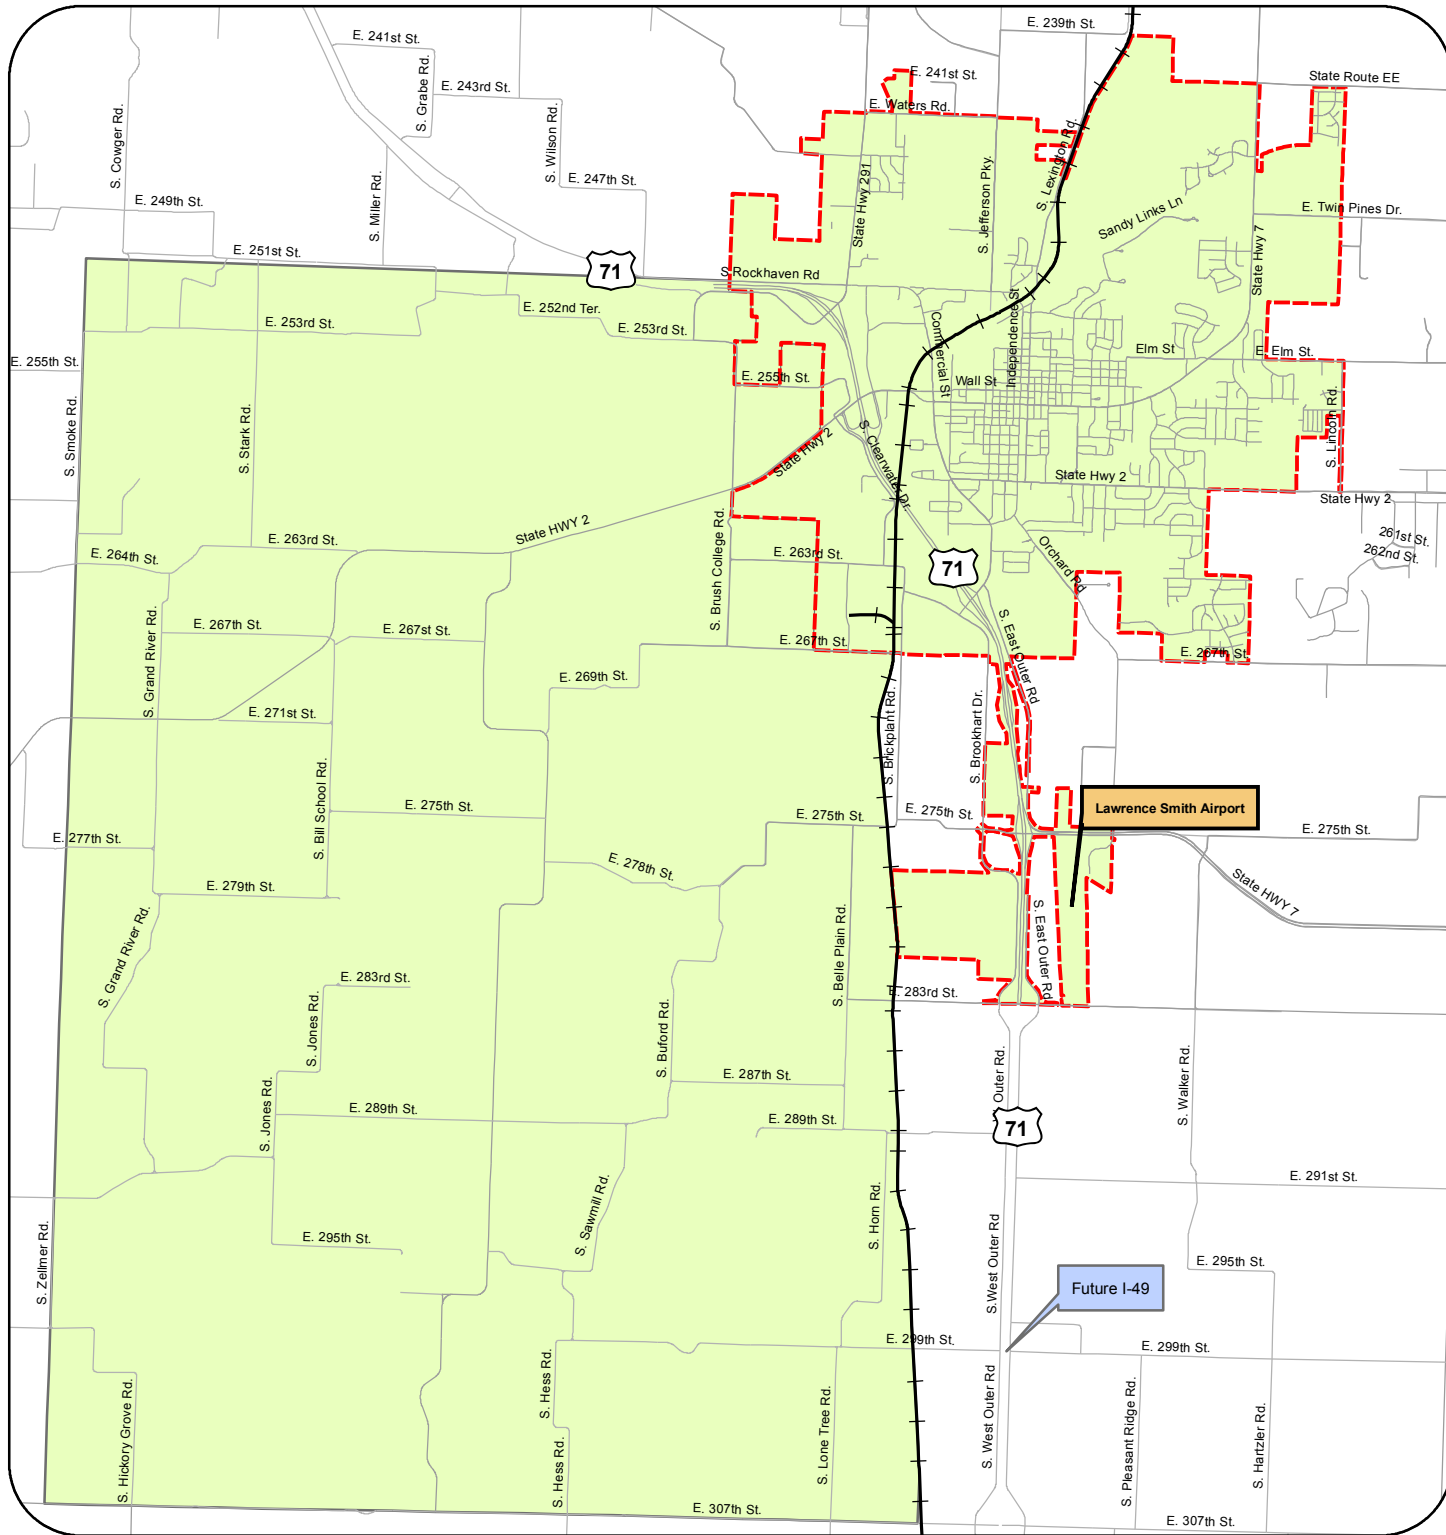 E. 239th St.
E. 241st St.
E. 241st St.
State Route EE
S. Grabe Rd.
E. 243rd St.
E. Waters Rd.
S. Cowger Rd.
S. Wilson Rd.
S. Lexington Rd.
E. 247th St.
S. Miller Rd.
State Hwy 291
S. Jefferson Pky.
Sandy Links Ln
E. 249th St.
E. Twin Pines Dr.
State Hwy 7
E. 251st St.
71
S Rockhaven Rd
E. 252nd Ter.
E. 253rd St.
E. 253rd St.
Commercial St
Independence St
Elm St
E. Elm St.
E. 255th St.
E. 255th St.
Wall St
S. Smoke Rd.
S. Stark Rd.
State Hwy 2
S. Clearwater Dr.
S. Lincoln Rd.
State Hwy 2
State Hwy 2
State HWY 2
261st St.
262nd St.
E. 264th St.
E. 263rd St.
E. 263rd St.
71
Orchard Rd
S. Brush College Rd.
S. Grand River Rd.
E. 267th St.
E. 267st St.
E. 267th St.
S. East Outer Rd
E. 267th St.
E. 269th St.
E. 271st St.
S. Brickplant Rd.
S. Brookhart Dr.
S. Bill School Rd.
E. 275th St.
E. 275th St.
E. 275th St.
Lawrence Smith Airport
E. 275th St.
E. 277th St.
E. 278th St.
E. 279th St.
State HWY 7
S. Grand River Rd.
S. Belle Plain Rd.
S. East Outer Rd
E. 283rd St.
E. 283rd St.
S. Jones Rd.
S. Buford Rd.
Outer Rd.
S. Walker Rd.
E. 287th St.
S. Jones Rd.
E. 289th St.
E. 289th St.
71
E. 291st St.
S. Sawmill Rd.
S. Horn Rd.
E. 295th St.
S. Zellmer Rd.
S.West Outer Rd
E. 295th St.
Future I-49
E. 299th St.
E. 299th St.
S. Hickory Grove Rd.
S. Hess Rd.
S. Lone Tree Rd.
S. West Outer Rd
S. Pleasant Ridge Rd.
S. Hartzler Rd.
S. Hess Rd.
E. 307th St.
E. 307th St.